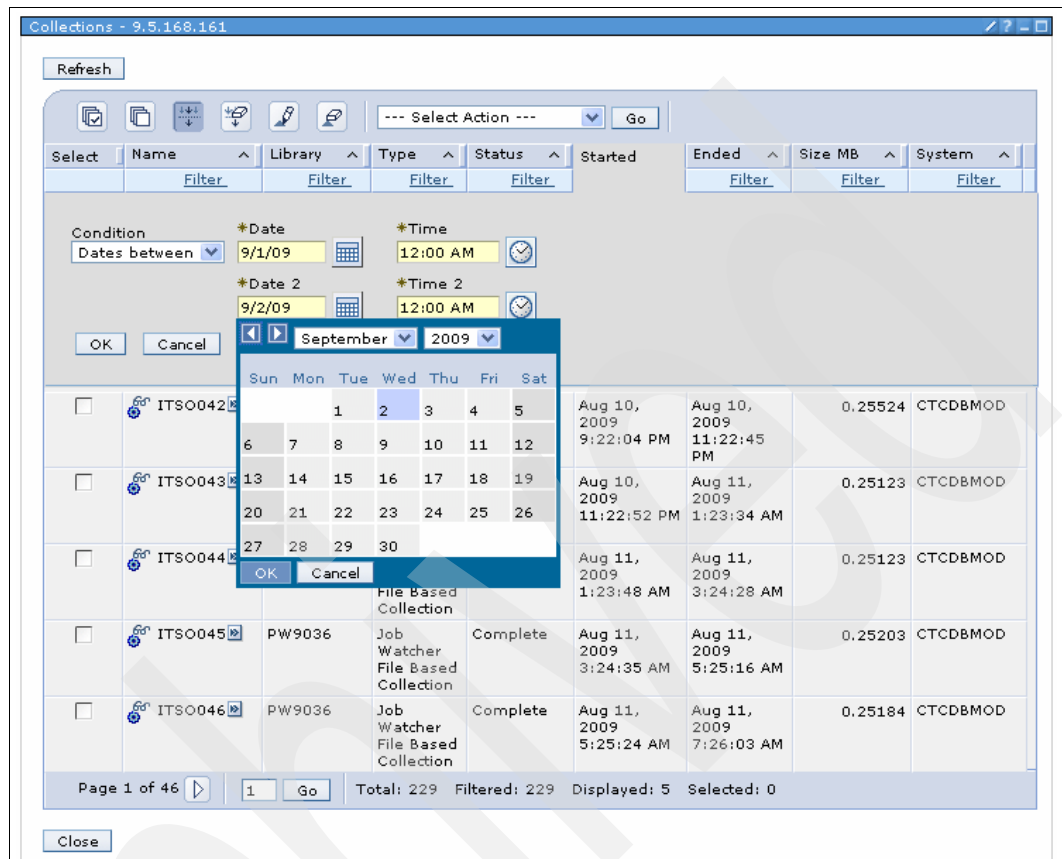 Collections - 9.5.168.161
Refresh
--- Select Action --- Go
Select Name Library Type Status Started Ended Size MB System
Filter Filter Filter Filter Filter Filter Filter
Condition *Date *Time
Dates between 9/1/09 12:00 AM
*Date 2 *Time 2
9/2/09 12:00 AM
OK Cancel
September 2009
Sun Mon Tue Wed Thu Fri Sat
1 2 3 4 5
6 7 8 9 10 11 12
13 14 15 16 17 18 19
20 21 22 23 24 25 26
27 28 29 30
OK Cancel
ITSO042 Aug 10, 2009 9:22:04 PM Aug 10, 2009 11:22:45 PM 0.25524 CTCDBMOD
ITSO043 Aug 10, 2009 11:22:52 PM Aug 11, 2009 1:23:34 AM 0.25123 CTCDBMOD
ITSO044 File Based Collection Aug 11, 2009 1:23:48 AM Aug 11, 2009 3:24:28 AM 0.25123 CTCDBMOD
ITSO045 PW9036 Job Watcher File Based Collection Complete Aug 11, 2009 3:24:35 AM Aug 11, 2009 5:25:16 AM 0.25203 CTCDBMOD
ITSO046 PW9036 Job Watcher File Based Collection Complete Aug 11, 2009 5:25:24 AM Aug 11, 2009 7:26:03 AM 0.25184 CTCDBMOD
Page 1 of 46 1 Go Total: 229 Filtered: 229 Displayed: 5 Selected: 0
Close